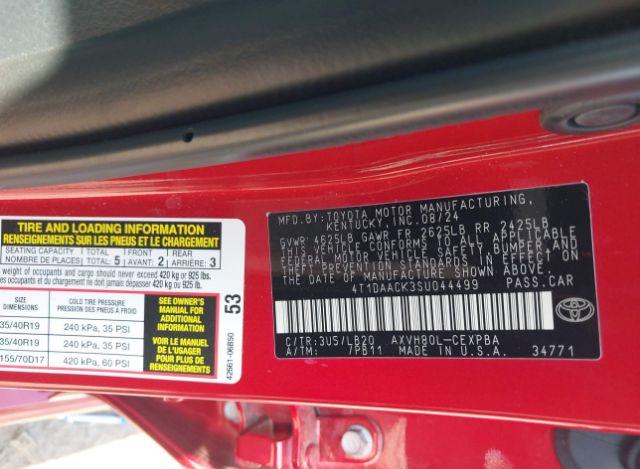 TIRE AND LOADING INFORMATION
RENSEIGNEMENTS SUR LES PNEUS ET LE CHARGEMENT
SEATING CAPACITY | TOTAL | FRONT | REAR
NOMBRE DE PLACES | TOTAL: 5 | AVANT: 2 | ARRIÈRE: 3
weight of occupants and cargo should never exceed 420 kg or 925 lbs.
occupants et du chargement ne doit jamais dépasser 420 kg ou 925 lb.
SIZE
DIMENSIONS
COLD TIRE PRESSURE
PRESSION DES PNEUS À FROID
35/40R19 240 kPa, 35 PSI
35/40R19 240 kPa, 35 PSI
155/70D17 420 kPa, 60 PSI
SEE OWNER'S
MANUAL FOR
ADDITIONAL
INFORMATION
VOIR LE MANUEL
DE L'USAGER
POUR PLUS DE
RENSEIGNEMENTS
53
42661-06B50
MFD.BY:TOYOTA MOTOR MANUFACTURING,
KENTUCKY, INC.08/24
GVWR 4625LB GAWR FR 2625LB RR 2425LB
THIS VEHICLE CONFORMS TO ALL APPLICABLE
FEDERAL MOTOR VEHICLE SAFETY, BUMPER, AND
THEFT PREVENTION STANDARDS IN EFFECT ON
THE DATE OF MANUFACTURE SHOWN ABOVE.
4T1DAACK3SU044499 PASS.CAR
C/TR:3U5/LB20 AXVH80L-CEXPBA
A/TM: 7PB11 MADE IN U.S.A. 34771
TOYOTA